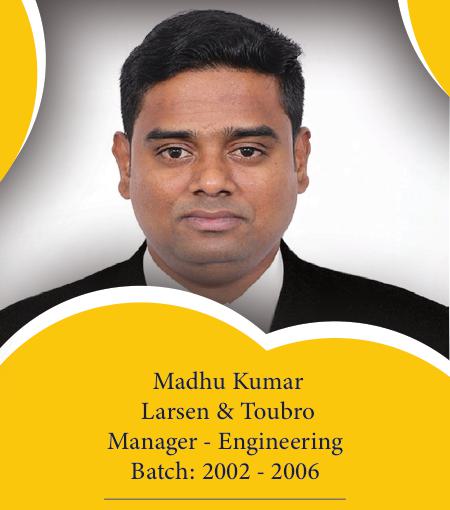 Madhu Kumar
Larsen & Toubro
Manager - Engineering
Batch: 2002 - 2006